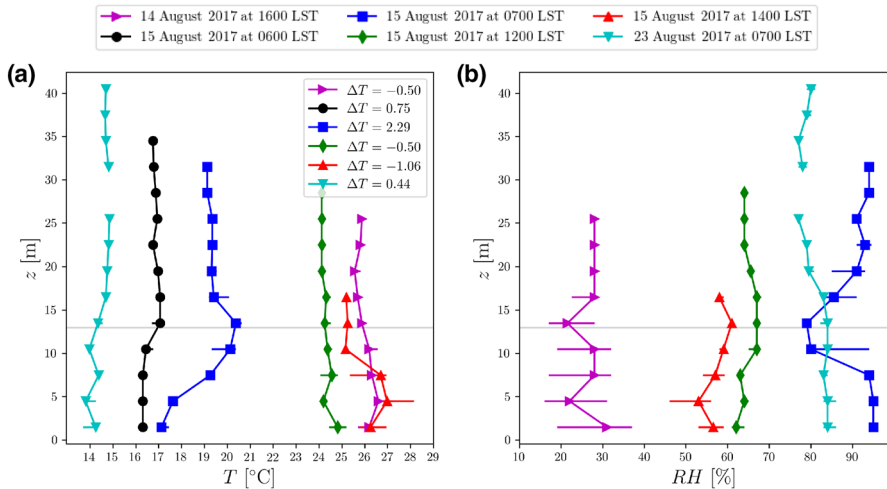 14 August 2017 at 1600 LST 15 August 2017 at 0700 LST 15 August 2017 at 1400 LST
15 August 2017 at 0600 LST 15 August 2017 at 1200 LST 23 August 2017 at 0700 LST
(a)
ΔT = −0.50
ΔT = 0.75
ΔT = 2.29
ΔT = −0.50
ΔT = −1.06
ΔT = 0.44
40
35
30
25
20
15
10
5
0
z [m]
14 15 16 17 18 19 20 21 22 23 24 25 26 27 28 29
T [°C]
(b)
40
35
30
25
20
15
10
5
0
z [m]
10 20 30 40 50 60 70 80 90
RH [%]